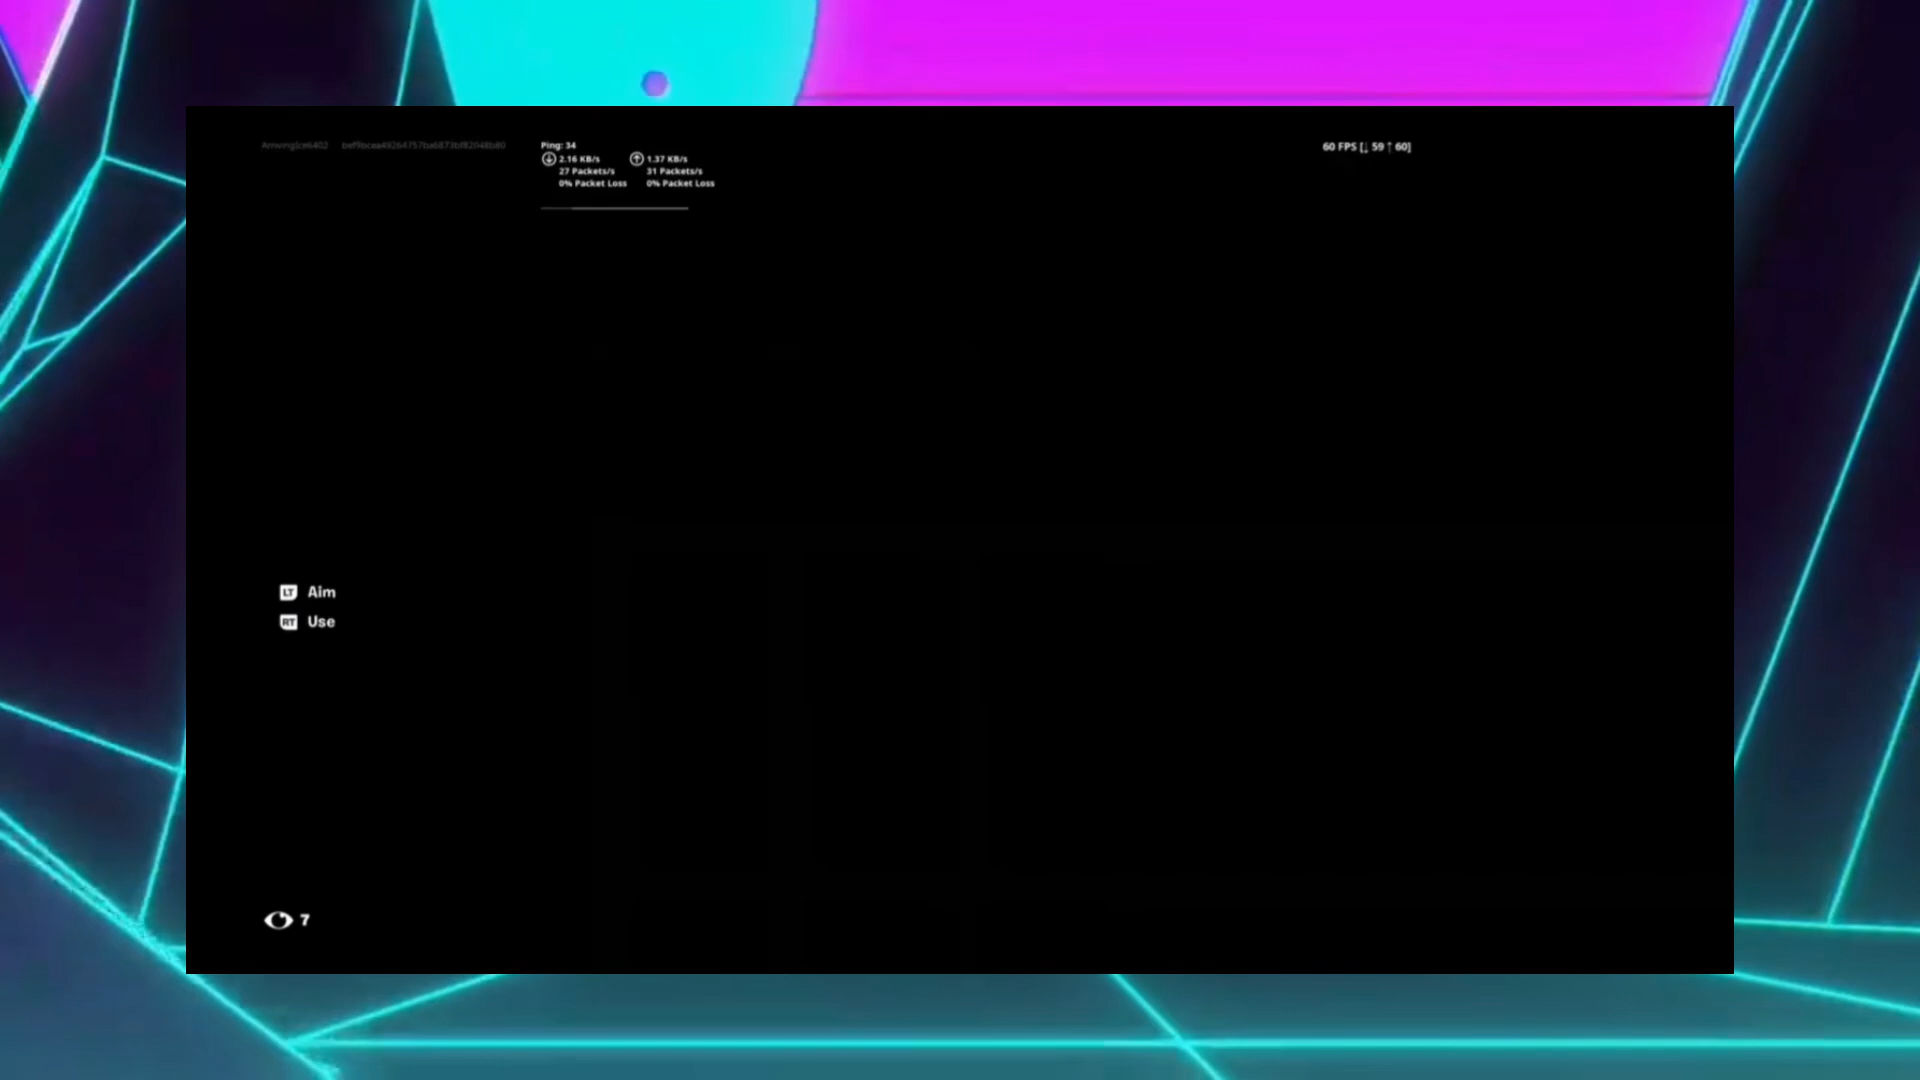 Ping: 34
2.16 KB/s 1.37 KB/s
27 Packets/s 31 Packets/s
0% Packet Loss 0% Packet Loss
60 FPS [↓ 59 ↑ 60]
LT Aim
RT Use
7